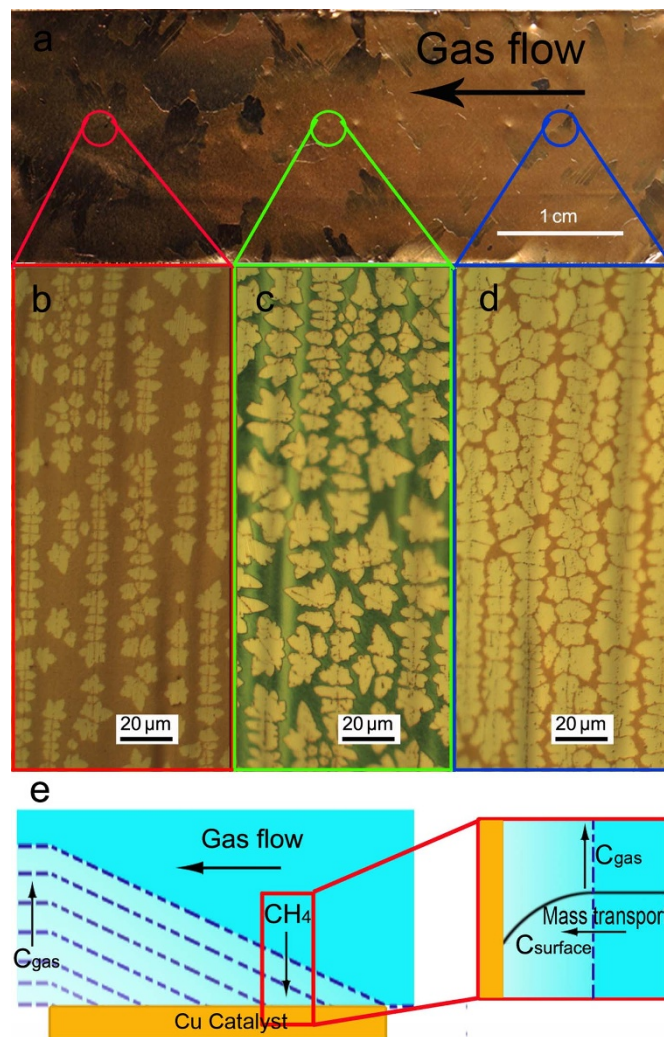 a
Gas flow
1 cm
b
c
d
20 µm
20 µm
20 µm
e
Gas flow
CH4
Cgas
Cu Catalyst
Cgas
Mass transport
Csurface